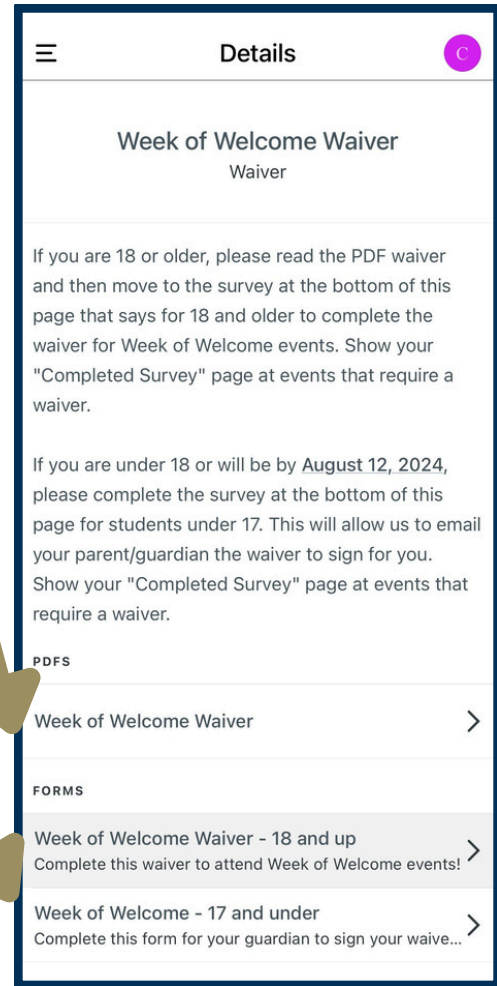 Details
C
Week of Welcome Waiver
Waiver
If you are 18 or older, please read the PDF waiver
and then move to the survey at the bottom of this
page that says for 18 and older to complete the
waiver for Week of Welcome events. Show your
"Completed Survey" page at events that require a
waiver.
If you are under 18 or will be by August 12, 2024,
please complete the survey at the bottom of this
page for students under 17. This will allow us to email
your parent/guardian the waiver to sign for you.
Show your "Completed Survey" page at events that
require a waiver.
PDFS
Week of Welcome Waiver
FORMS
Week of Welcome Waiver - 18 and up
Complete this waiver to attend Week of Welcome events!
Week of Welcome - 17 and under
Complete this form for your guardian to sign your waive...